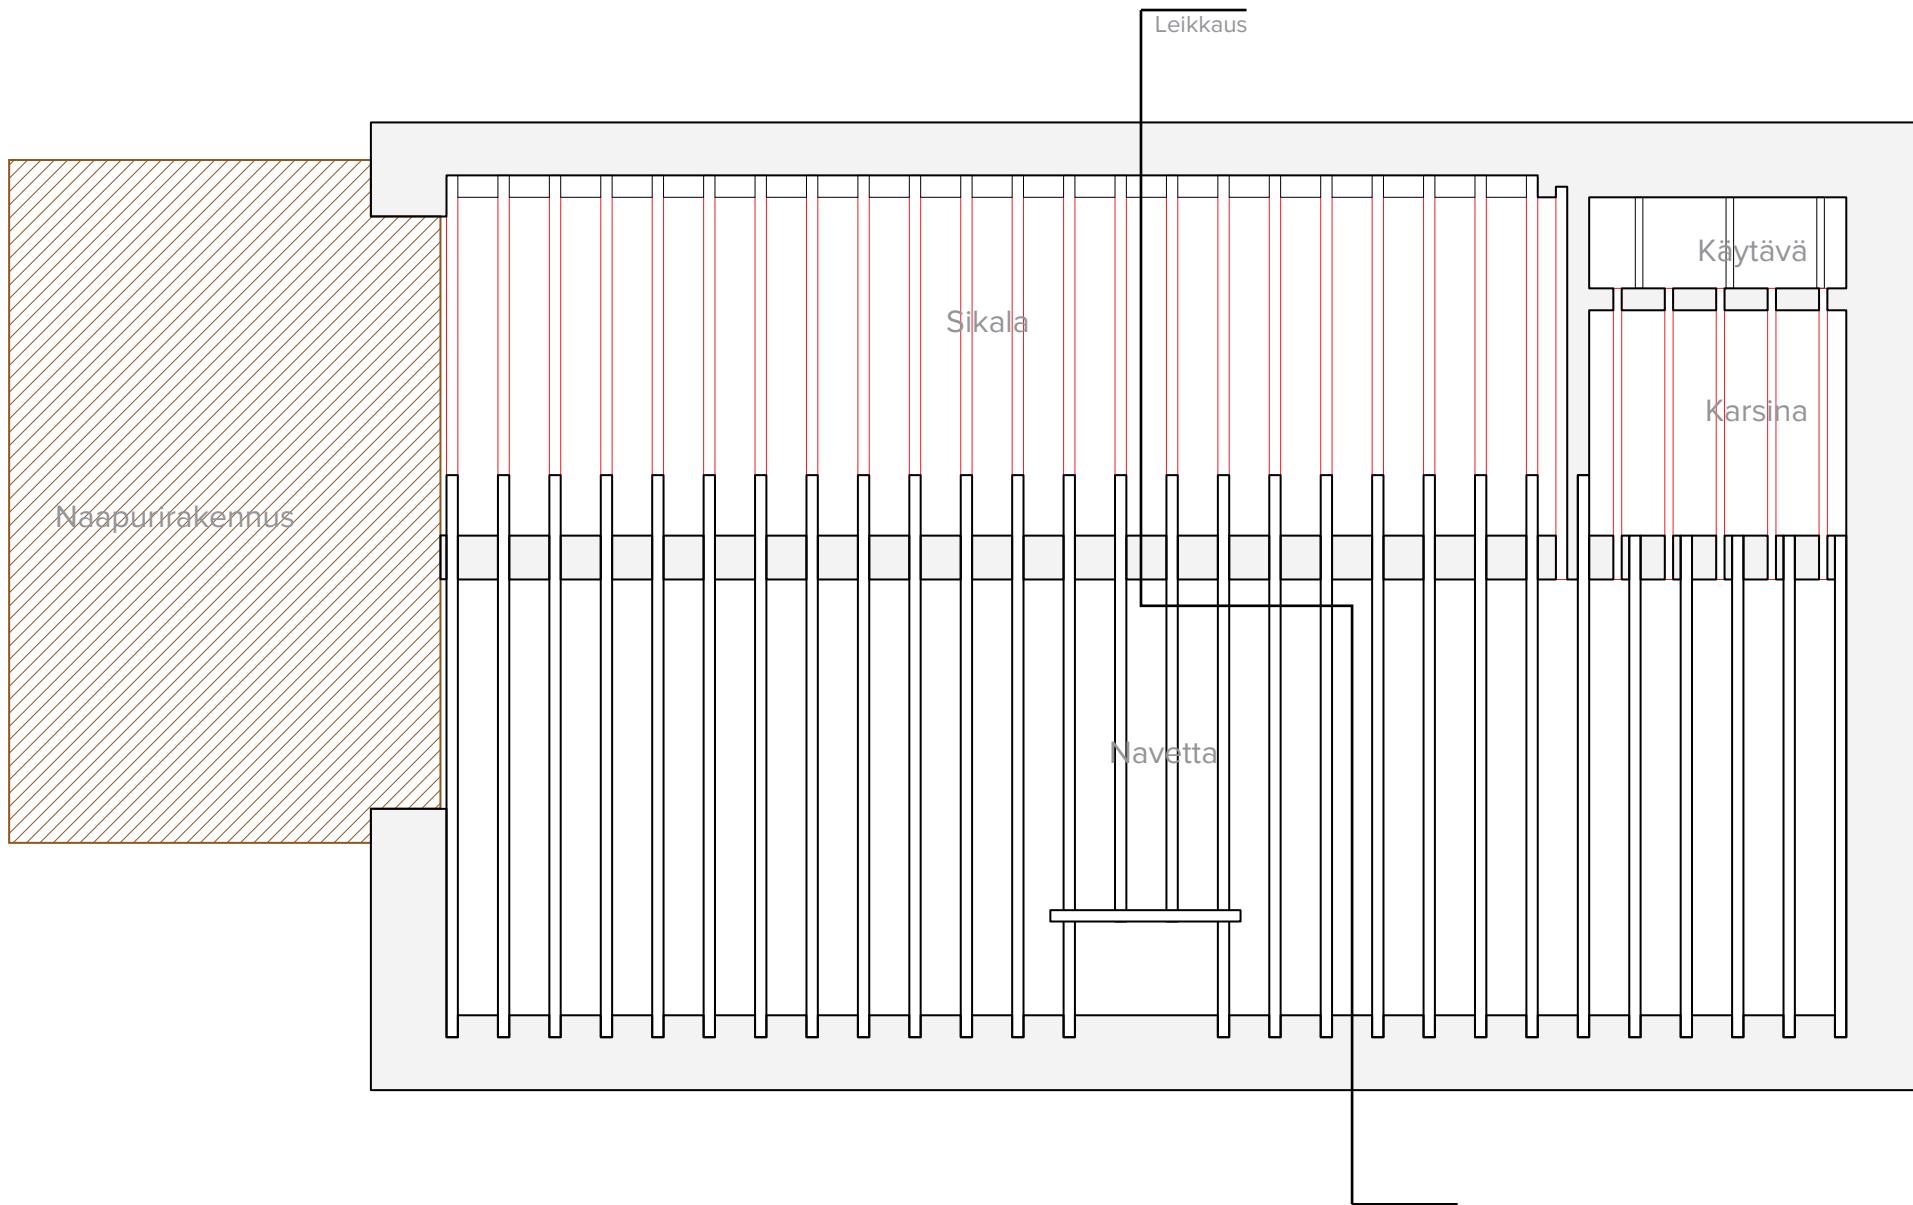 Leikkaus
Käytävä
Sikala
Karsina
Naapurirakennus
Navetta